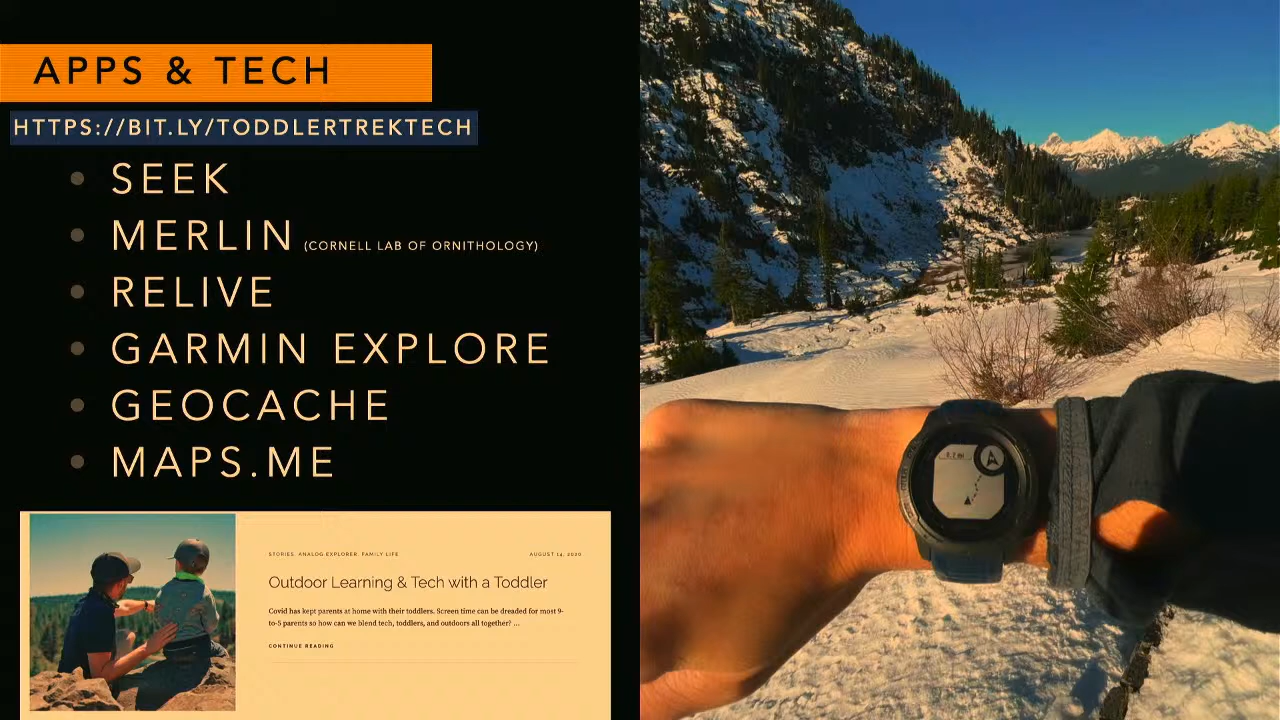 APPS & TECH
HTTPS://BIT.LY/TODDLERTREKTECH
SEEK
MERLIN (CORNELL LAB OF ORNITHOLOGY)
RELIVE
GARMIN EXPLORE
GEOCACHE
MAPS.ME
STORIES, ANALOG EXPLORER, FAMILY LIFE
AUGUST 14, 2020
Outdoor Learning & Tech with a Toddler
Covid has kept parents at home with their toddlers. Screen time can be dreaded for most 9-
to-5 parents so how can we blend tech, toddlers, and outdoors all together? ...
CONTINUE READING